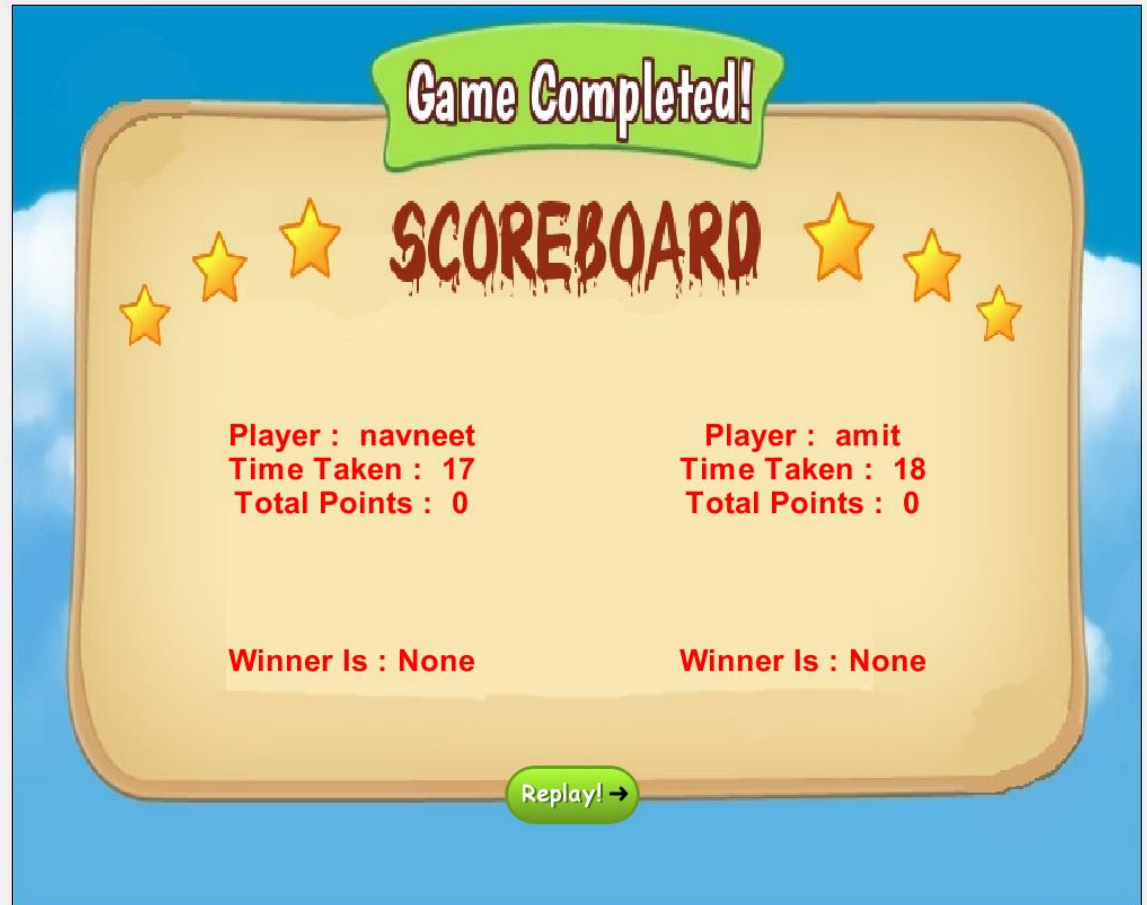 Game Completed!
SCOREBOARD
Player : navneet
Time Taken : 17
Total Points : 0
Player : amit
Time Taken : 18
Total Points : 0
Winner Is : None
Winner Is : None
Replay! →